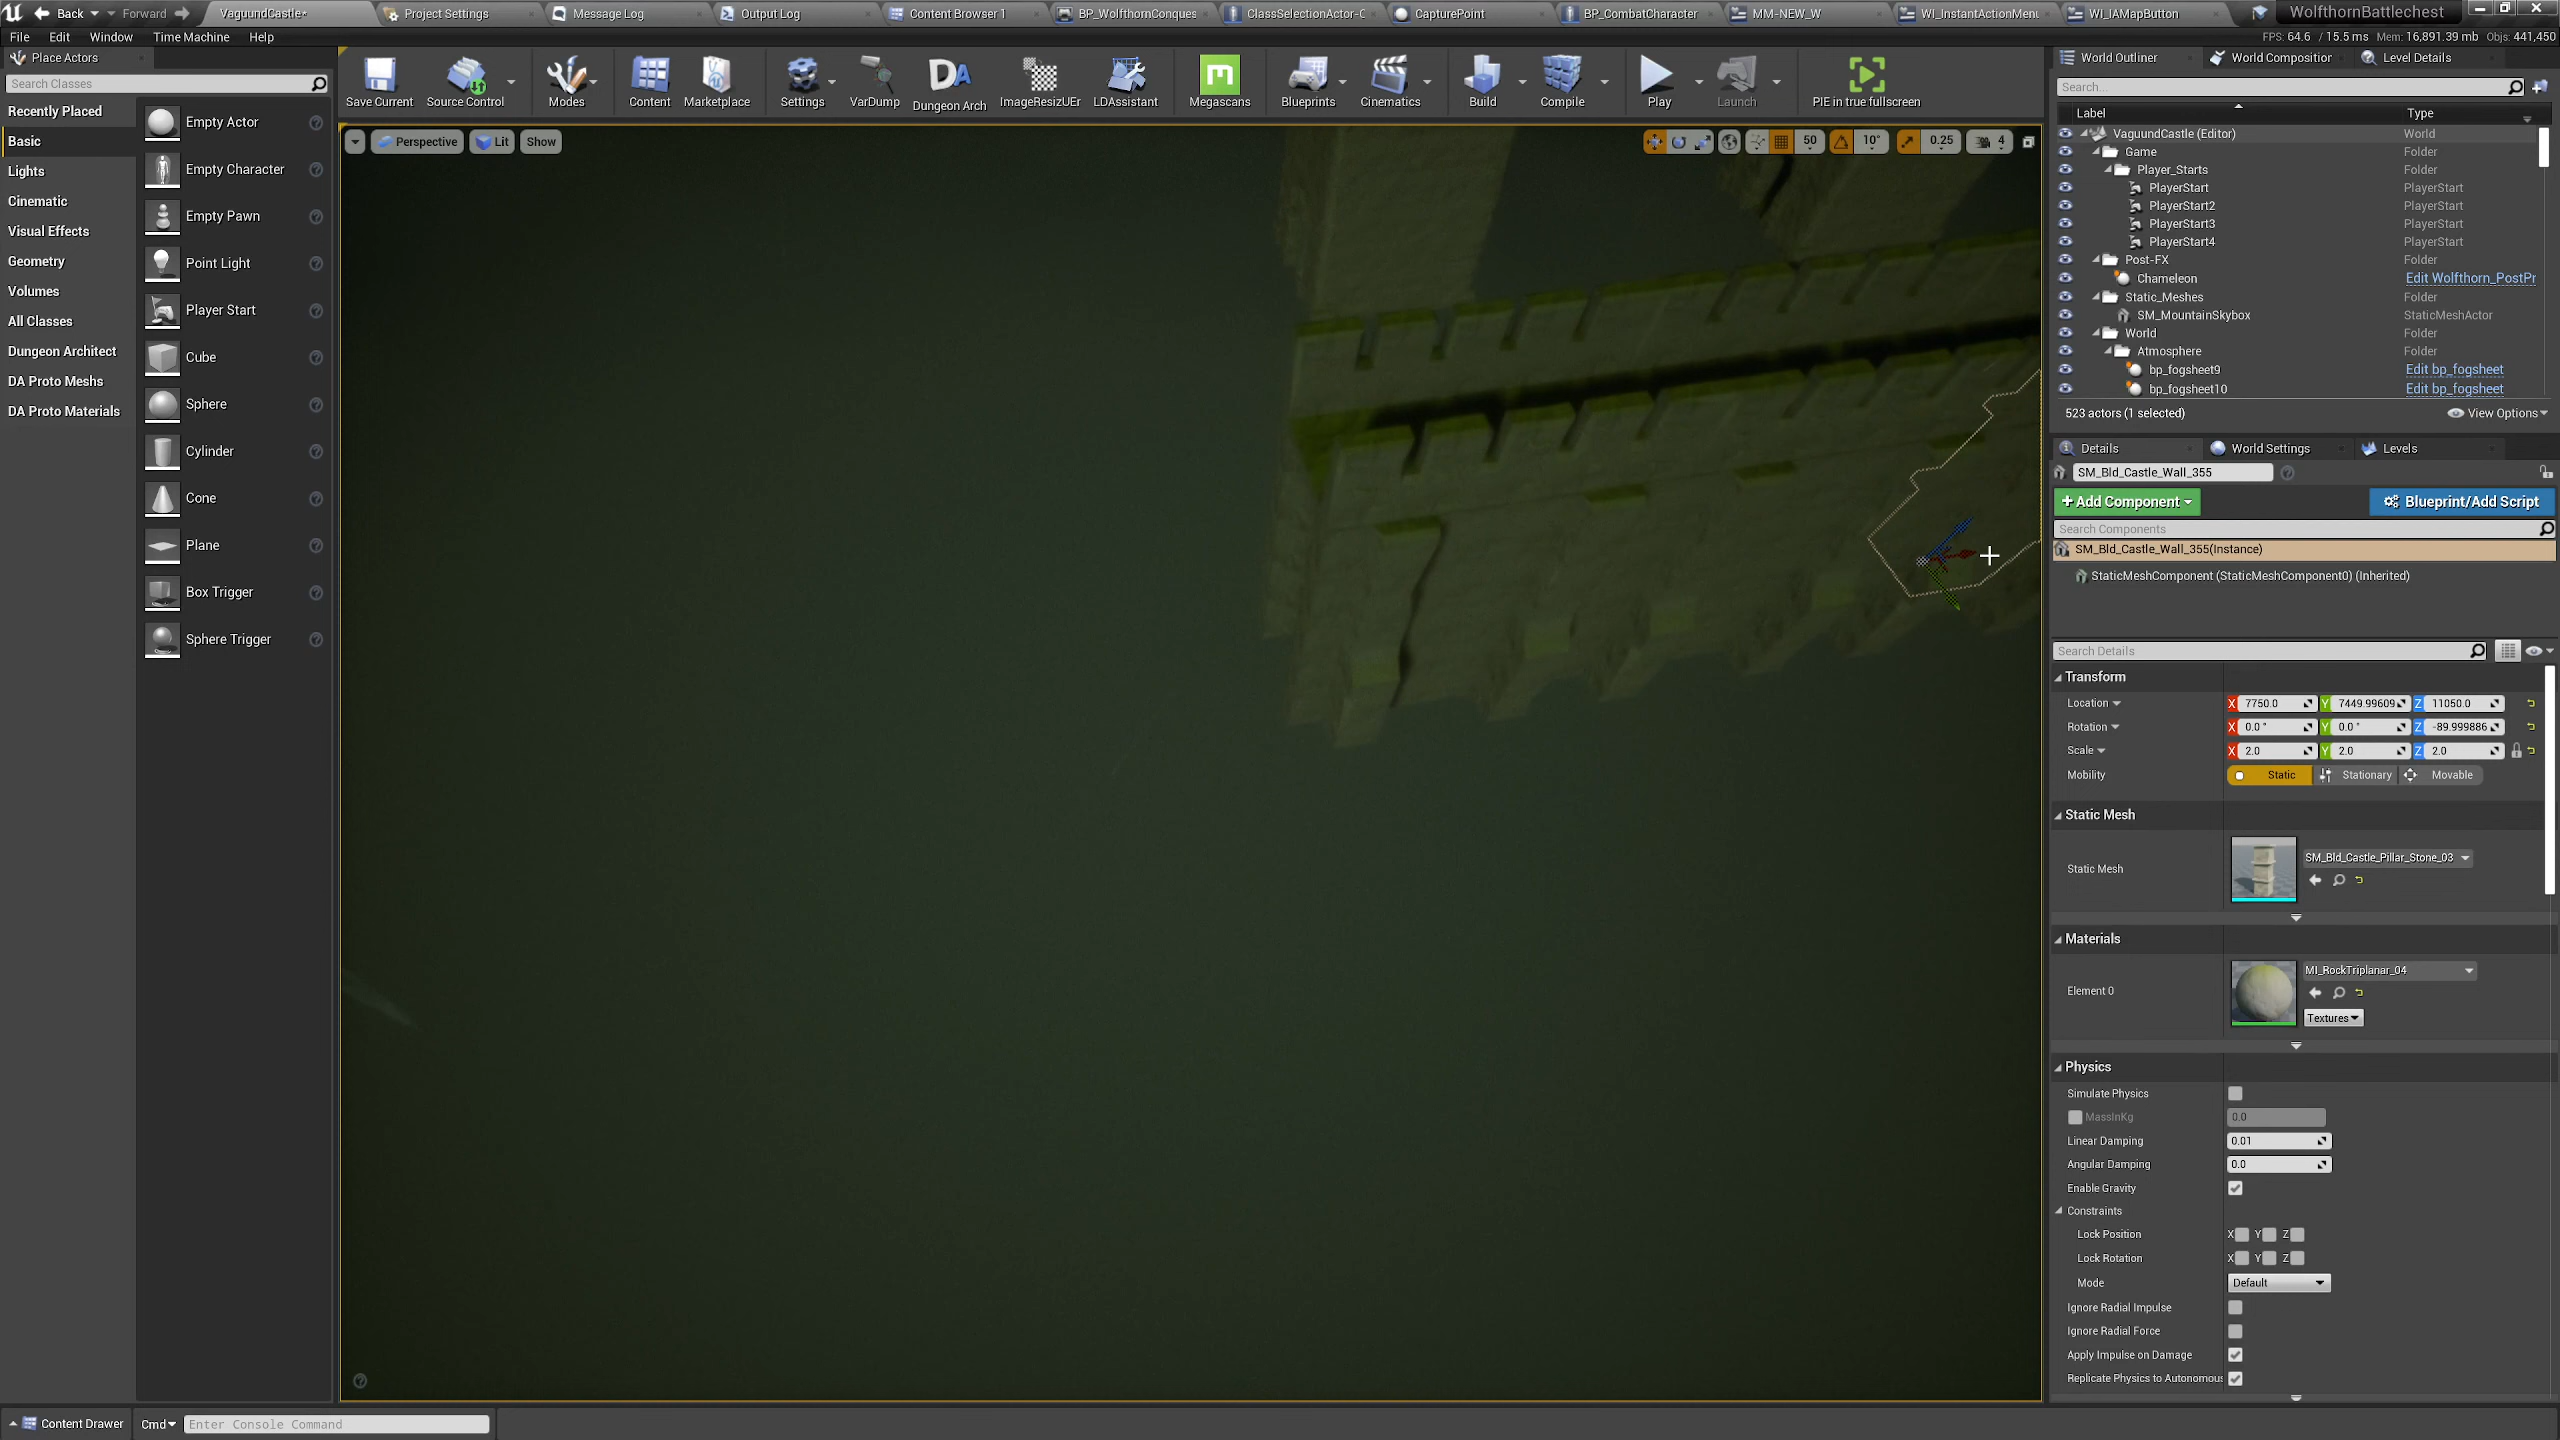 Back
Forward
VaguundCastle*
Project Settings
Message Log
Output Log
Content Browser 1
BP_WolfthornConques
ClassSelectionActor-C
CapturePoint
BP_CombatCharacter
MM-NEW_W
WI_InstantActionMenu
WI_IAMapButton
WolfthornBattlechest
File
Edit
Window
Time Machine
Help
FPS: 64.6 / 15.5 ms Mem: 16,891.39 mb Objs: 441,450
Place Actors
Search Classes
Recently Placed
Basic
Lights
Cinematic
Visual Effects
Geometry
Volumes
All Classes
Dungeon Architect
DA Proto Meshs
DA Proto Materials
Empty Actor
Empty Character
Empty Pawn
Point Light
Player Start
Cube
Sphere
Cylinder
Cone
Plane
Box Trigger
Sphere Trigger
Save Current
Source Control
Modes
Content
Marketplace
Settings
VarDump
Dungeon Arch
ImageResizUEr
LDAssistant
Megascans
Blueprints
Cinematics
Build
Compile
Play
Launch
PIE in true fullscreen
Perspective
Lit
Show
50
10°
0.25
4
World Outliner
World Composition
Level Details
Search...
Label
Type
VaguundCastle (Editor) World
Game Folder
Player_Starts Folder
PlayerStart PlayerStart
PlayerStart2 PlayerStart
PlayerStart3 PlayerStart
PlayerStart4 PlayerStart
Post-FX Folder
Chameleon Edit Wolfthorn_PostPr
Static_Meshes Folder
SM_MountainSkybox StaticMeshActor
World Folder
Atmosphere Folder
bp_fogsheet9 Edit bp_fogsheet
bp_fogsheet10 Edit bp_fogsheet
523 actors (1 selected)
View Options
Details
World Settings
Levels
SM_Bld_Castle_Wall_355
+ Add Component
Blueprint/Add Script
Search Components
SM_Bld_Castle_Wall_355(Instance)
StaticMeshComponent (StaticMeshComponent0) (Inherited)
Search Details
Transform
Location X 7750.0 Y 7449.99609 Z 11050.0
Rotation X 0.0 ° Y 0.0 ° Z -89.999886
Scale X 2.0 Y 2.0 Z 2.0
Mobility Static Stationary Movable
Static Mesh
Static Mesh
SM_Bld_Castle_Pillar_Stone_03
Materials
Element 0
MI_RockTriplanar_04
Textures
Physics
Simulate Physics
MassInKg 0.0
Linear Damping 0.01
Angular Damping 0.0
Enable Gravity
Constraints
Lock Position X Y Z
Lock Rotation X Y Z
Mode Default
Ignore Radial Impulse
Ignore Radial Force
Apply Impulse on Damage
Replicate Physics to Autonomous
Content Drawer
Cmd
Enter Console Command